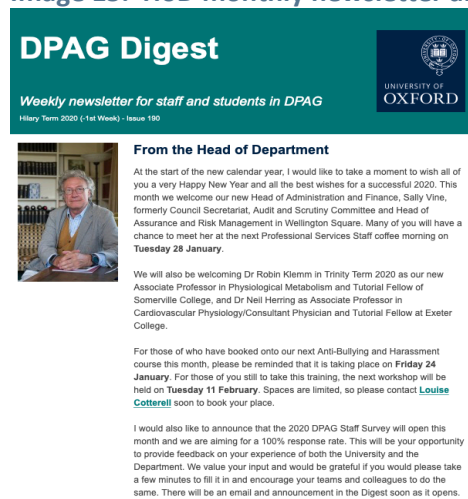 DPAG Digest
Weekly newsletter for staff and students in DPAG
Hilary Term 2020 (-1st Week) - Issue 190
UNIVERSITY OF
OXFORD
From the Head of Department
At the start of the new calendar year, I would like to take a moment to wish all of
you a very Happy New Year and all the best wishes for a successful 2020. This
month we welcome our new Head of Administration and Finance, Sally Vine,
formerly Council Secretariat, Audit and Scrutiny Committee and Head of
Assurance and Risk Management in Wellington Square. Many of you will have a
chance to meet her at the next Professional Services Staff coffee morning on
Tuesday 28 January.
We will also be welcoming Dr Robin Klemm in Trinity Term 2020 as our new
Associate Professor in Physiological Metabolism and Tutorial Fellow of
Somerville College, and Dr Neil Herring as Associate Professor in
Cardiovascular Physiology/Consultant Physician and Tutorial Fellow at Exeter
College.
For those of who have booked onto our next Anti-Bullying and Harassment
course this month, please be reminded that it is taking place on Friday 24
January. For those of you still to take this training, the next workshop will be
held on Tuesday 11 February. Spaces are limited, so please contact Louise
Cotterell soon to book your place.
I would also like to announce that the 2020 DPAG Staff Survey will open this
month and we are aiming for a 100% response rate. This will be your opportunity
to provide feedback on your experience of both the University and the
Department. We value your input and would be grateful if you would please take
a few minutes to fill it in and encourage your teams and colleagues to do the
same. There will be an email and announcement in the Digest soon as it opens.